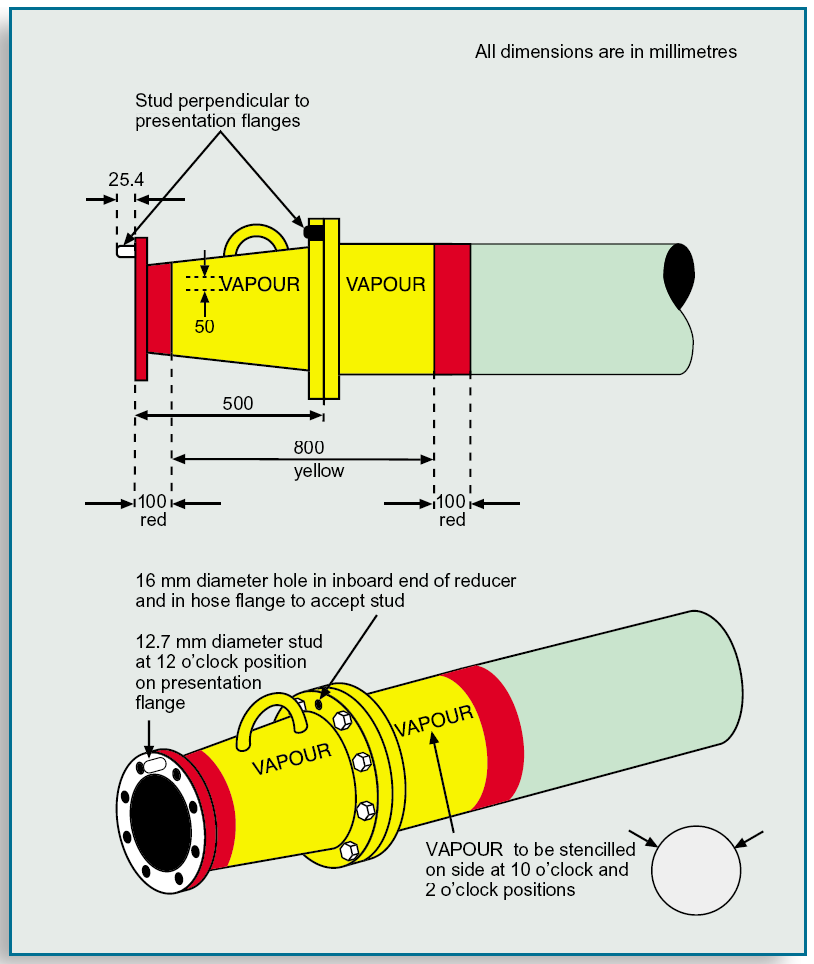 All dimensions are in millimetres
Stud perpendicular to
presentation flanges
25.4
VAPOUR
VAPOUR
50
500
800
yellow
100
red
100
red
16 mm diameter hole in inboard end of reducer
and in hose flange to accept stud
12.7 mm diameter stud
at 12 o’clock position
on presentation
flange
VAPOUR
VAPOUR
VAPOUR to be stencilled
on side at 10 o’clock and
2 o’clock positions